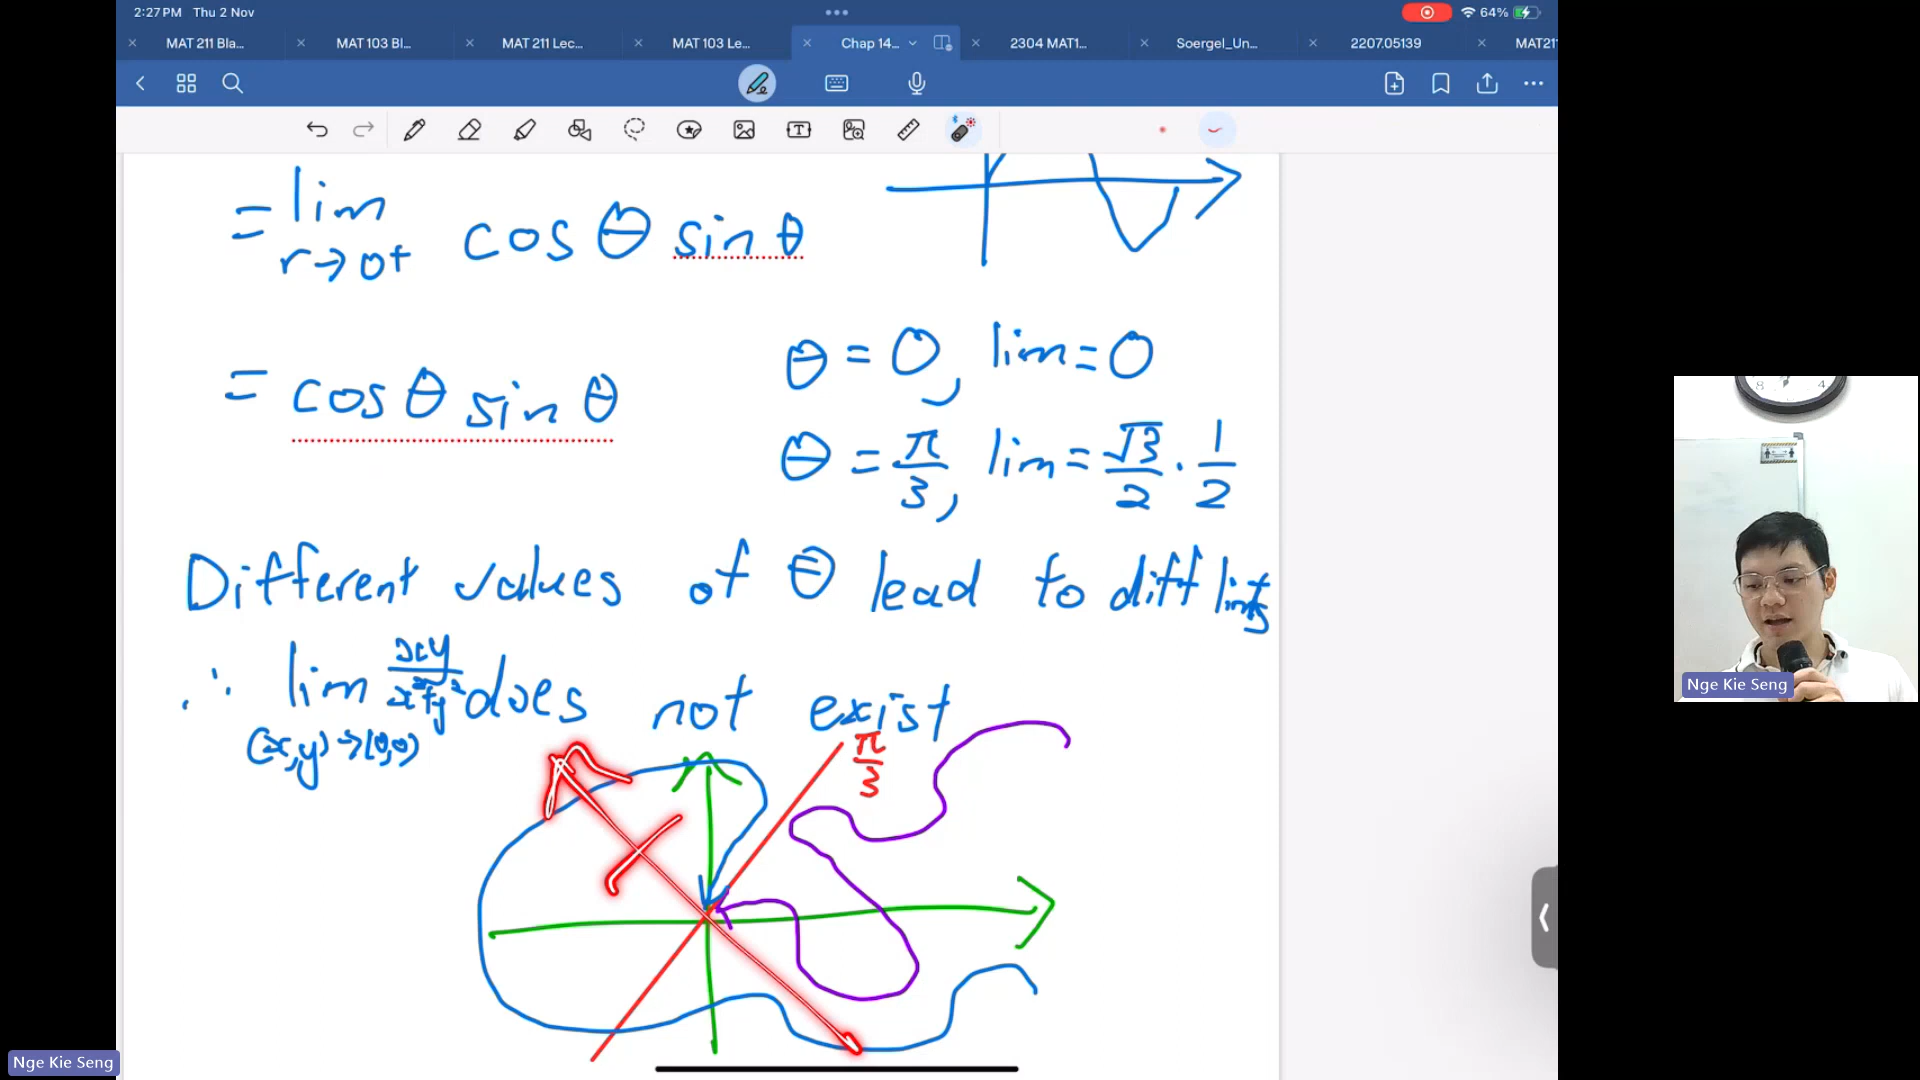 2:27 PM Thu 2 Nov
64%
MAT 211 Bla...
MAT 103 Bl...
MAT 211 Lec...
MAT 103 Le...
Chap 14...
2304 MAT1...
Soergel_Un...
2207.05139
MAT21
= lim cos θ sin θ
r→0+
= cos θ sin θ
θ = 0, lim = 0
θ = π/3, lim = √3/2 · 1/2
Different values of θ lead to diff limits
∴ lim xy/x²+y² does not exist
(x,y)→(0,0)
π/3
Nge Kie Seng
Nge Kie Seng